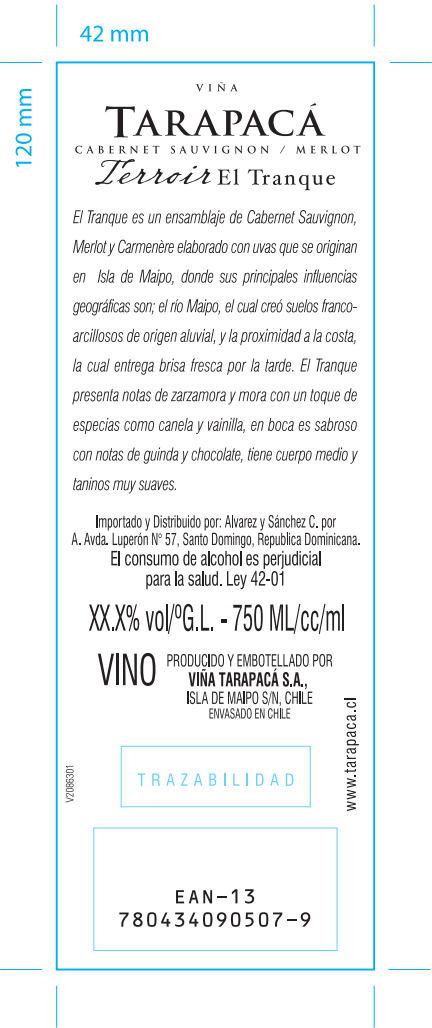 42 mm
120 mm
VIÑA
TARAPACÁ
CABERNET SAUVIGNON / MERLOT
Terroir El Tranque
El Tranque es un ensamblaje de Cabernet Sauvignon,
Merlot y Carmenère elaborado con uvas que se originan
en Isla de Maipo, donde sus principales influencias
geográficas son; el río Maipo, el cual creó suelos franco-
arcillosos de origen aluvial, y la proximidad a la costa,
la cual entrega brisa fresca por la tarde. El Tranque
presenta notas de zarzamora y mora con un toque de
especias como canela y vainilla, en boca es sabroso
con notas de guinda y chocolate, tiene cuerpo medio y
taninos muy suaves.
Importado y Distribuido por: Alvarez y Sánchez C. por
A. Avda. Luperón N° 57, Santo Domingo, Republica Dominicana.
El consumo de alcohol es perjudicial
para la salud. Ley 42-01
XX.X% vol/ºG.L. - 750 ML/cc/ml
VINO
PRODUCIDO Y EMBOTELLADO POR
VIÑA TARAPACÁ S.A.,
ISLA DE MAIPO S/N, CHILE
ENVASADO EN CHILE
V2086301
TRAZABILIDAD
www.tarapaca.cl
EAN-13
780434090507-9